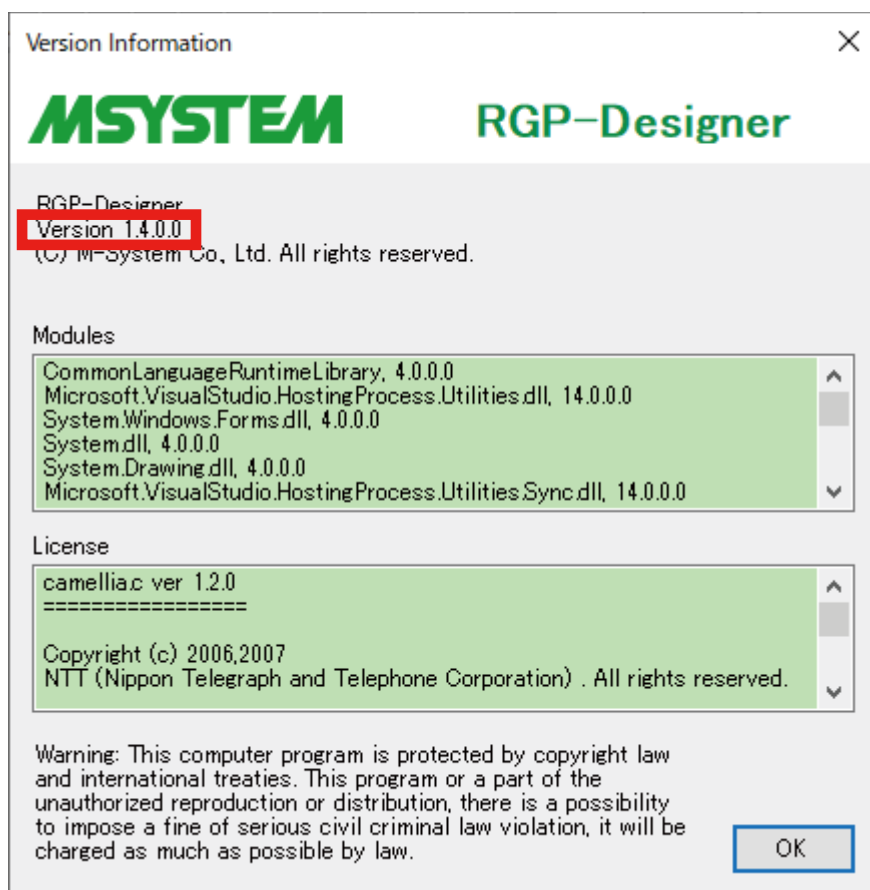 Version Information
MSYSTEM
RGP-Designer
RGP-Designer
Version 1.4.0.0
(C) M-System Co., Ltd. All rights reserved.
Modules
CommonLanguageRuntimeLibrary, 4.0.0.0
Microsoft.VisualStudio.HostingProcess.Utilities.dll, 14.0.0.0
System.Windows.Forms.dll, 4.0.0.0
System.dll, 4.0.0.0
System.Drawing.dll, 4.0.0.0
Microsoft.VisualStudio.HostingProcess.Utilities.Sync.dll, 14.0.0.0
License
camellia.c ver 1.2.0
=================
Copyright (c) 2006,2007
NTT (Nippon Telegraph and Telephone Corporation) . All rights reserved.
Warning: This computer program is protected by copyright law
and international treaties. This program or a part of the
unauthorized reproduction or distribution, there is a possibility
to impose a fine of serious civil criminal law violation, it will be
charged as much as possible by law.
OK